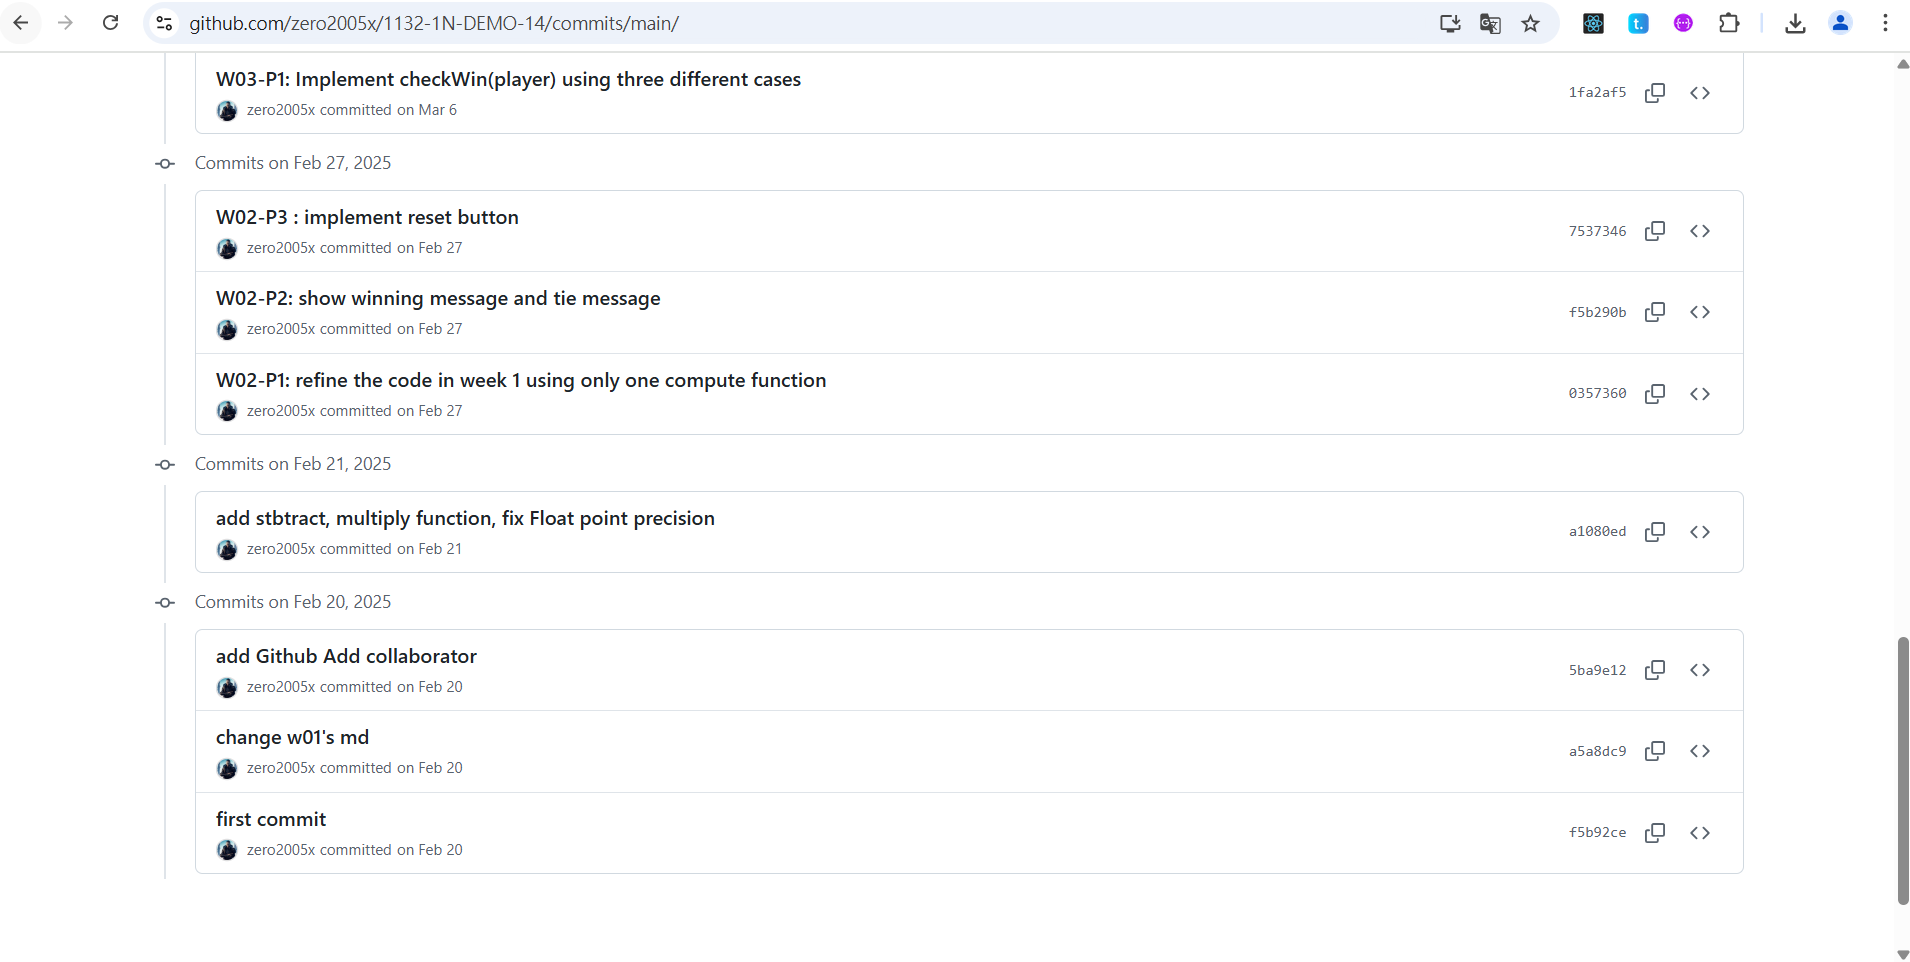 github.com/zero2005x/1132-1N-DEMO-14/commits/main/
W03-P1: Implement checkWin(player) using three different cases
zero2005x committed on Mar 6
1fa2af5
Commits on Feb 27, 2025
W02-P3 : implement reset button
zero2005x committed on Feb 27
7537346
W02-P2: show winning message and tie message
zero2005x committed on Feb 27
f5b290b
W02-P1: refine the code in week 1 using only one compute function
zero2005x committed on Feb 27
0357360
Commits on Feb 21, 2025
add stbtract, multiply function, fix Float point precision
zero2005x committed on Feb 21
a1080ed
Commits on Feb 20, 2025
add Github Add collaborator
zero2005x committed on Feb 20
5ba9e12
change w01's md
zero2005x committed on Feb 20
a5a8dc9
first commit
zero2005x committed on Feb 20
f5b92ce